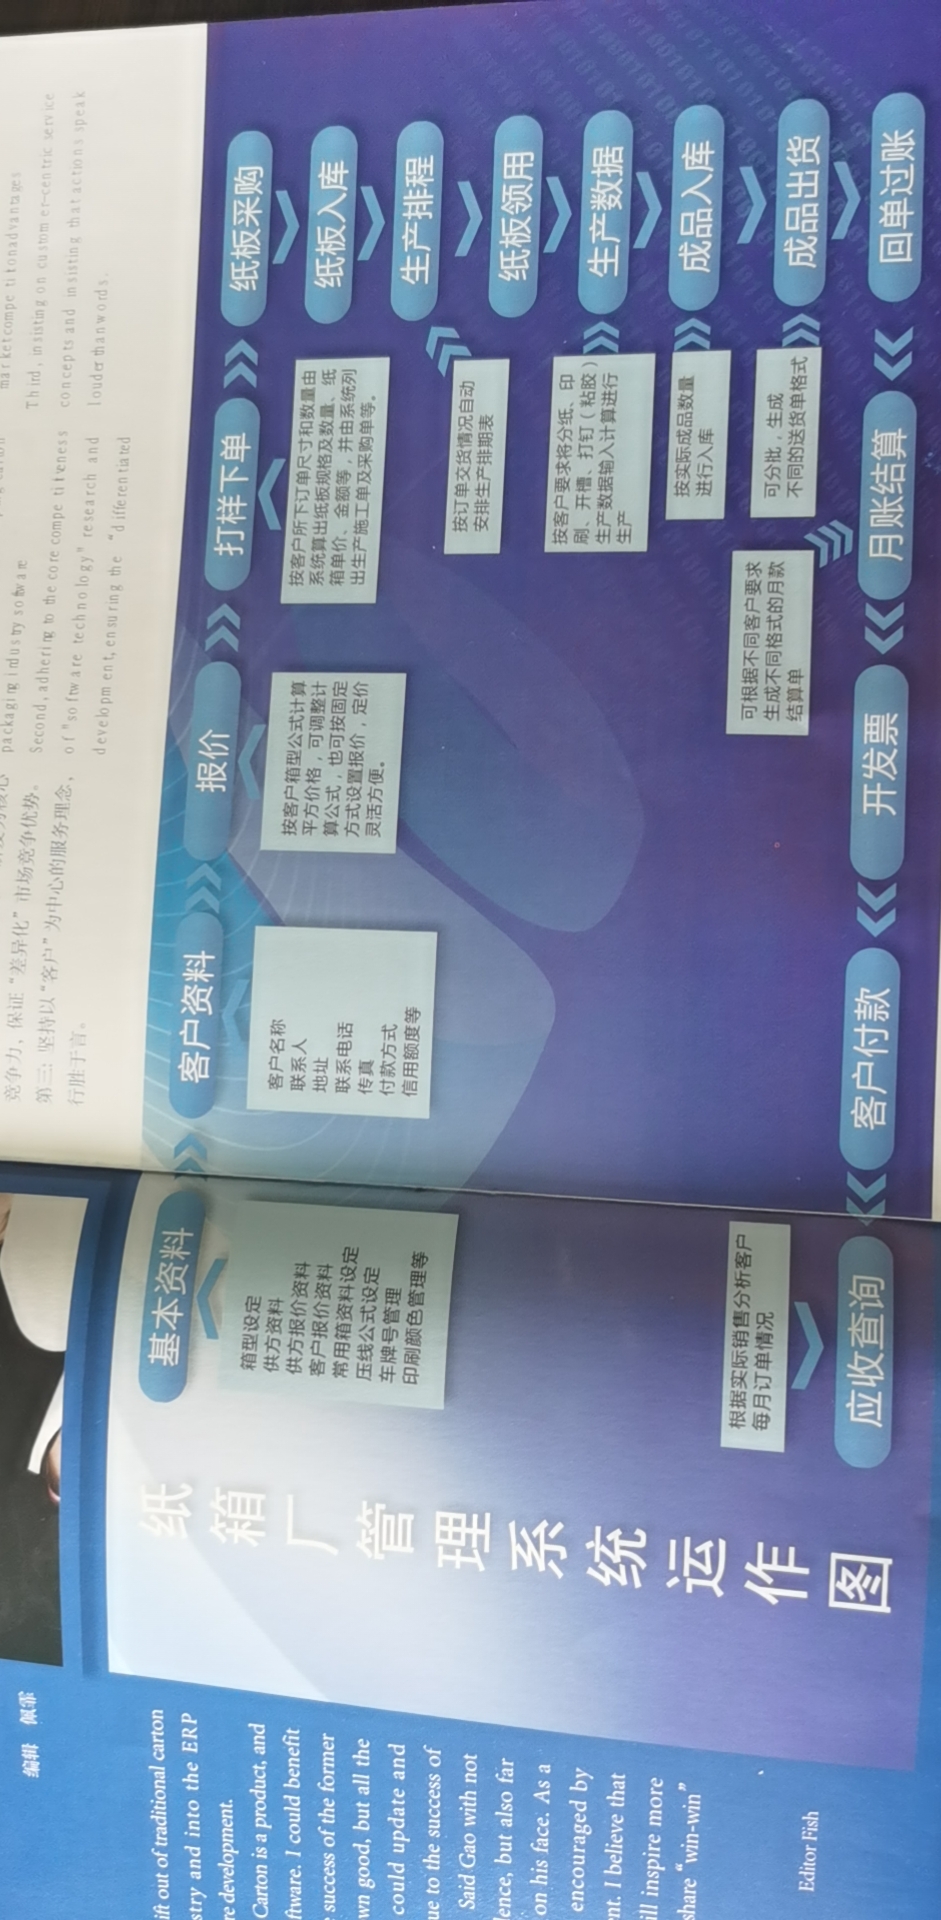 编辑 佩霏
ift out of traditional carton
stry and into the ERP
re development.
Carton is a product, and
ftware. I could benefit
success of the former
wn good, but all the
could update and
ue to the success of
Said Gao with not
lence, but also far
on his face. As a
encouraged by
nt. I believe that
ill inspire more
share “win-win”
Editor Fish
竞争力，保证“差异化”市场竞争优势。
第三：坚持以“客户”为中心的服务理念，
行胜于言。
packaging industry software
Second, adhering to the core competitiveness
of "software technology" research and
development, ensuring the “differentiated
marketcompetitonadvantages
Third, insisting on customer-centric service
concepts and insisting that actions speak
louder than words.
纸箱厂管理系统运作图
基本资料
箱型设定
供方资料
供方报价资料
客户报价资料
常用箱资料设定
压线公式设定
车牌号管理
印刷颜色管理等
客户资料
客户名称
联系人
地址
联系电话
传真
付款方式
信用额度等
报价
按客户箱型公式计算
平方价格，可调整计
算公式，也可按固定
方式设置报价，定价
灵活方便。
打样下单
按客户所下订单尺寸和数量由
系统算出纸板规格及数量、纸
箱单价、金额等，并由系统列
出生产施工单及采购单等。
纸板采购
纸板入库
生产排程
按订单交货情况自动
安排生产排期表
纸板领用
生产数据
按客户要求将分纸、印
刷、开槽、打钉（粘胶）
生产数据输入计算进行
生产
成品入库
按实际成品数量
进行入库
成品出货
可分批，生成
不同的送货单格式
回单过账
月账结算
可根据不同客户要求
生成不同格式的月款
结算单
开发票
客户付款
应收查询
根据实际销售分析客户
每月订单情况